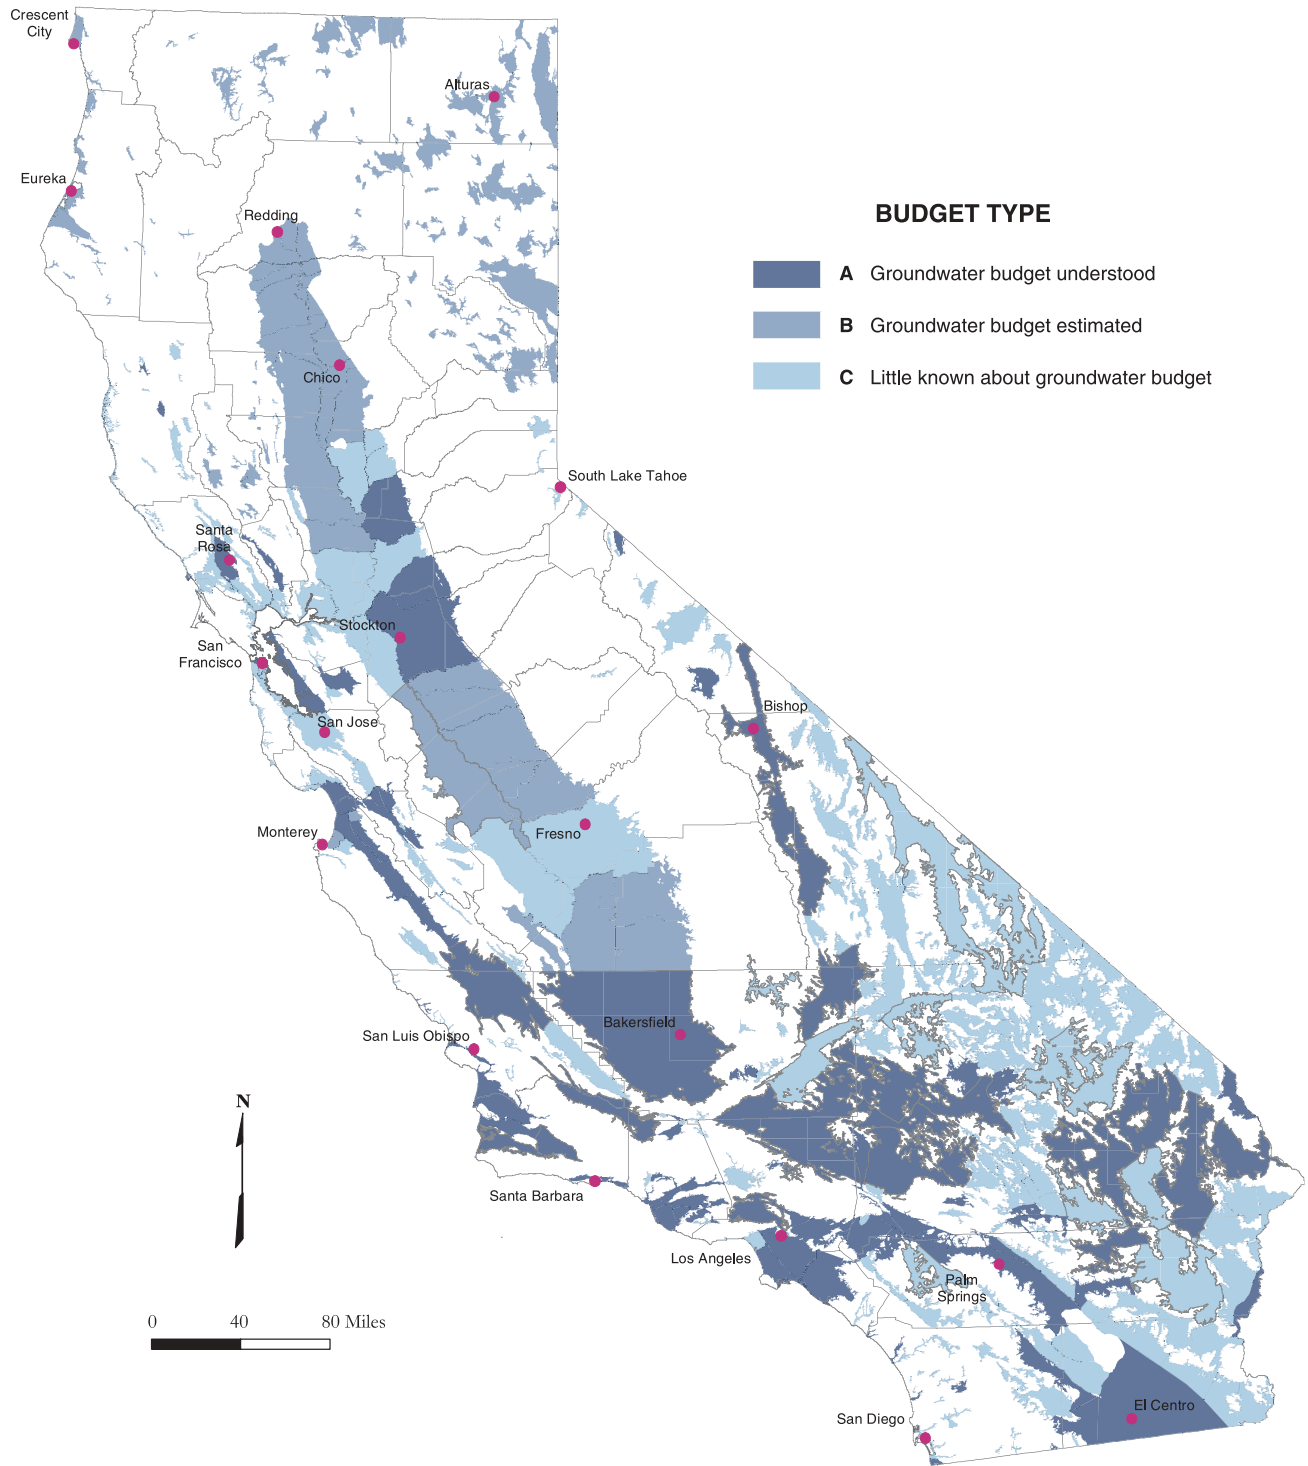 Crescent
City
Alturas
Eureka
Redding
BUDGET TYPE
A Groundwater budget understood
B Groundwater budget estimated
C Little known about groundwater budget
Chico
South Lake Tahoe
Santa
Rosa
Stockton
San
Francisco
Bishop
San Jose
Monterey
Fresno
Bakersfield
San Luis Obispo
N
Santa Barbara
Los Angeles
Palm
Springs
0 40 80 Miles
El Centro
San Diego